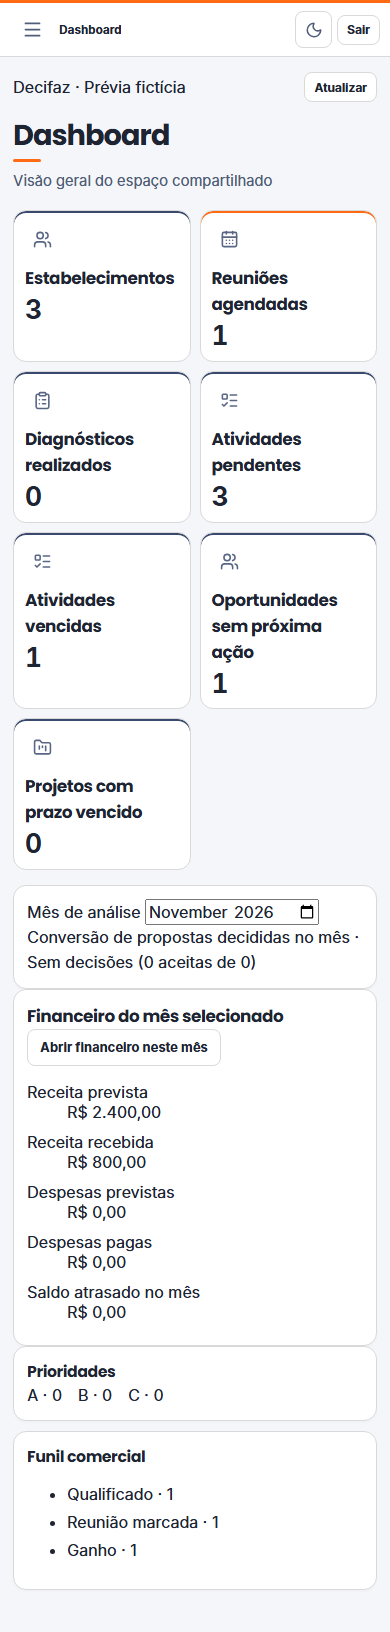 Dashboard
Sair
Decifaz · Prévia fictícia
Atualizar
Dashboard
Visão geral do espaço compartilhado
Estabelecimentos
3
Reuniões
agendadas
1
Diagnósticos
realizados
0
Atividades
pendentes
3
Atividades
vencidas
1
Oportunidades
sem próxima
ação
1
Projetos com
prazo vencido
0
Mês de análise November 2026
Conversão de propostas decididas no mês ·
Sem decisões (0 aceitas de 0)
Financeiro do mês selecionado
Abrir financeiro neste mês
Receita prevista
R$ 2.400,00
Receita recebida
R$ 800,00
Despesas previstas
R$ 0,00
Despesas pagas
R$ 0,00
Saldo atrasado no mês
R$ 0,00
Prioridades
A · 0 B · 0 C · 0
Funil comercial
• Qualificado · 1
• Reunião marcada · 1
• Ganho · 1